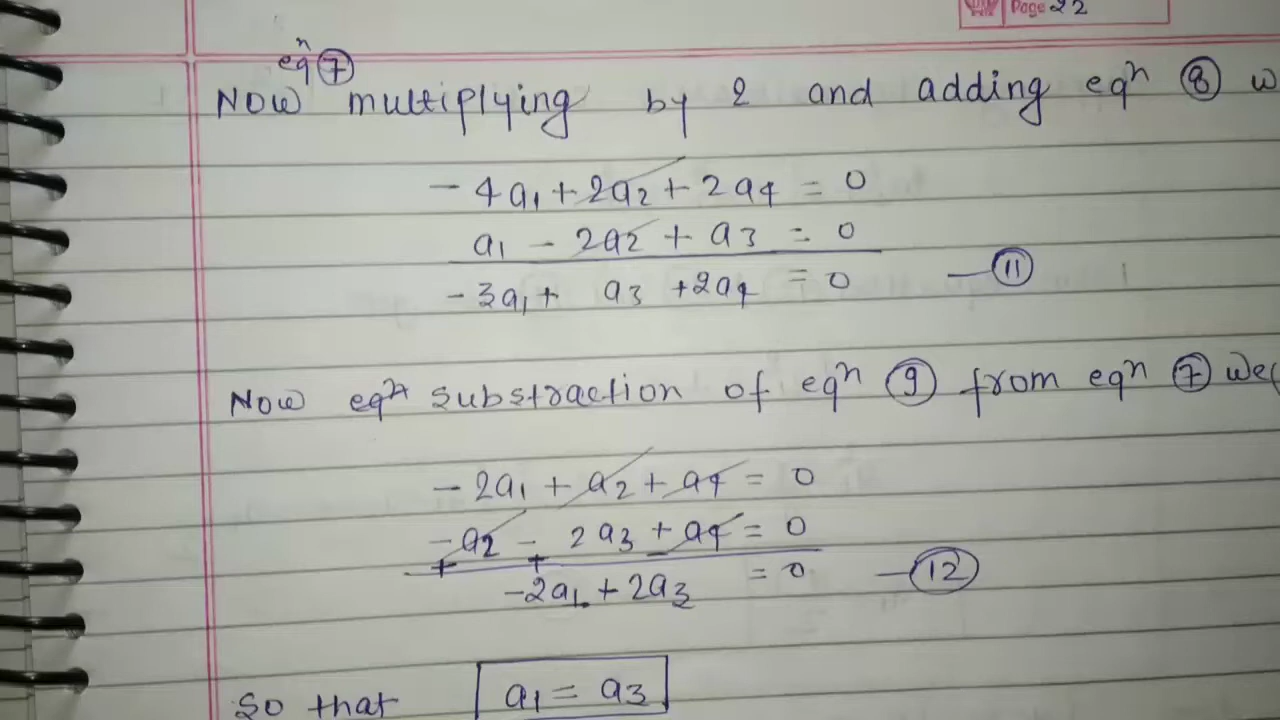 Page 22
eqn ⑦
Now multiplying by 2 and adding eqn ⑧ w
- 4a1 + 2a2 + 2a4 = 0
a1 - 2a2 + a3 = 0
- 3a1 + a3 + 2a4 = 0 — ⑪
Now eqn substraction of eqn ⑨ from eqn ⑦ we
- 2a1 + a2 + a4 = 0
- a2 - 2a3 + a4 = 0
+ + -
-2a1 + 2a3 = 0 — ⑫
So that a1 = a3